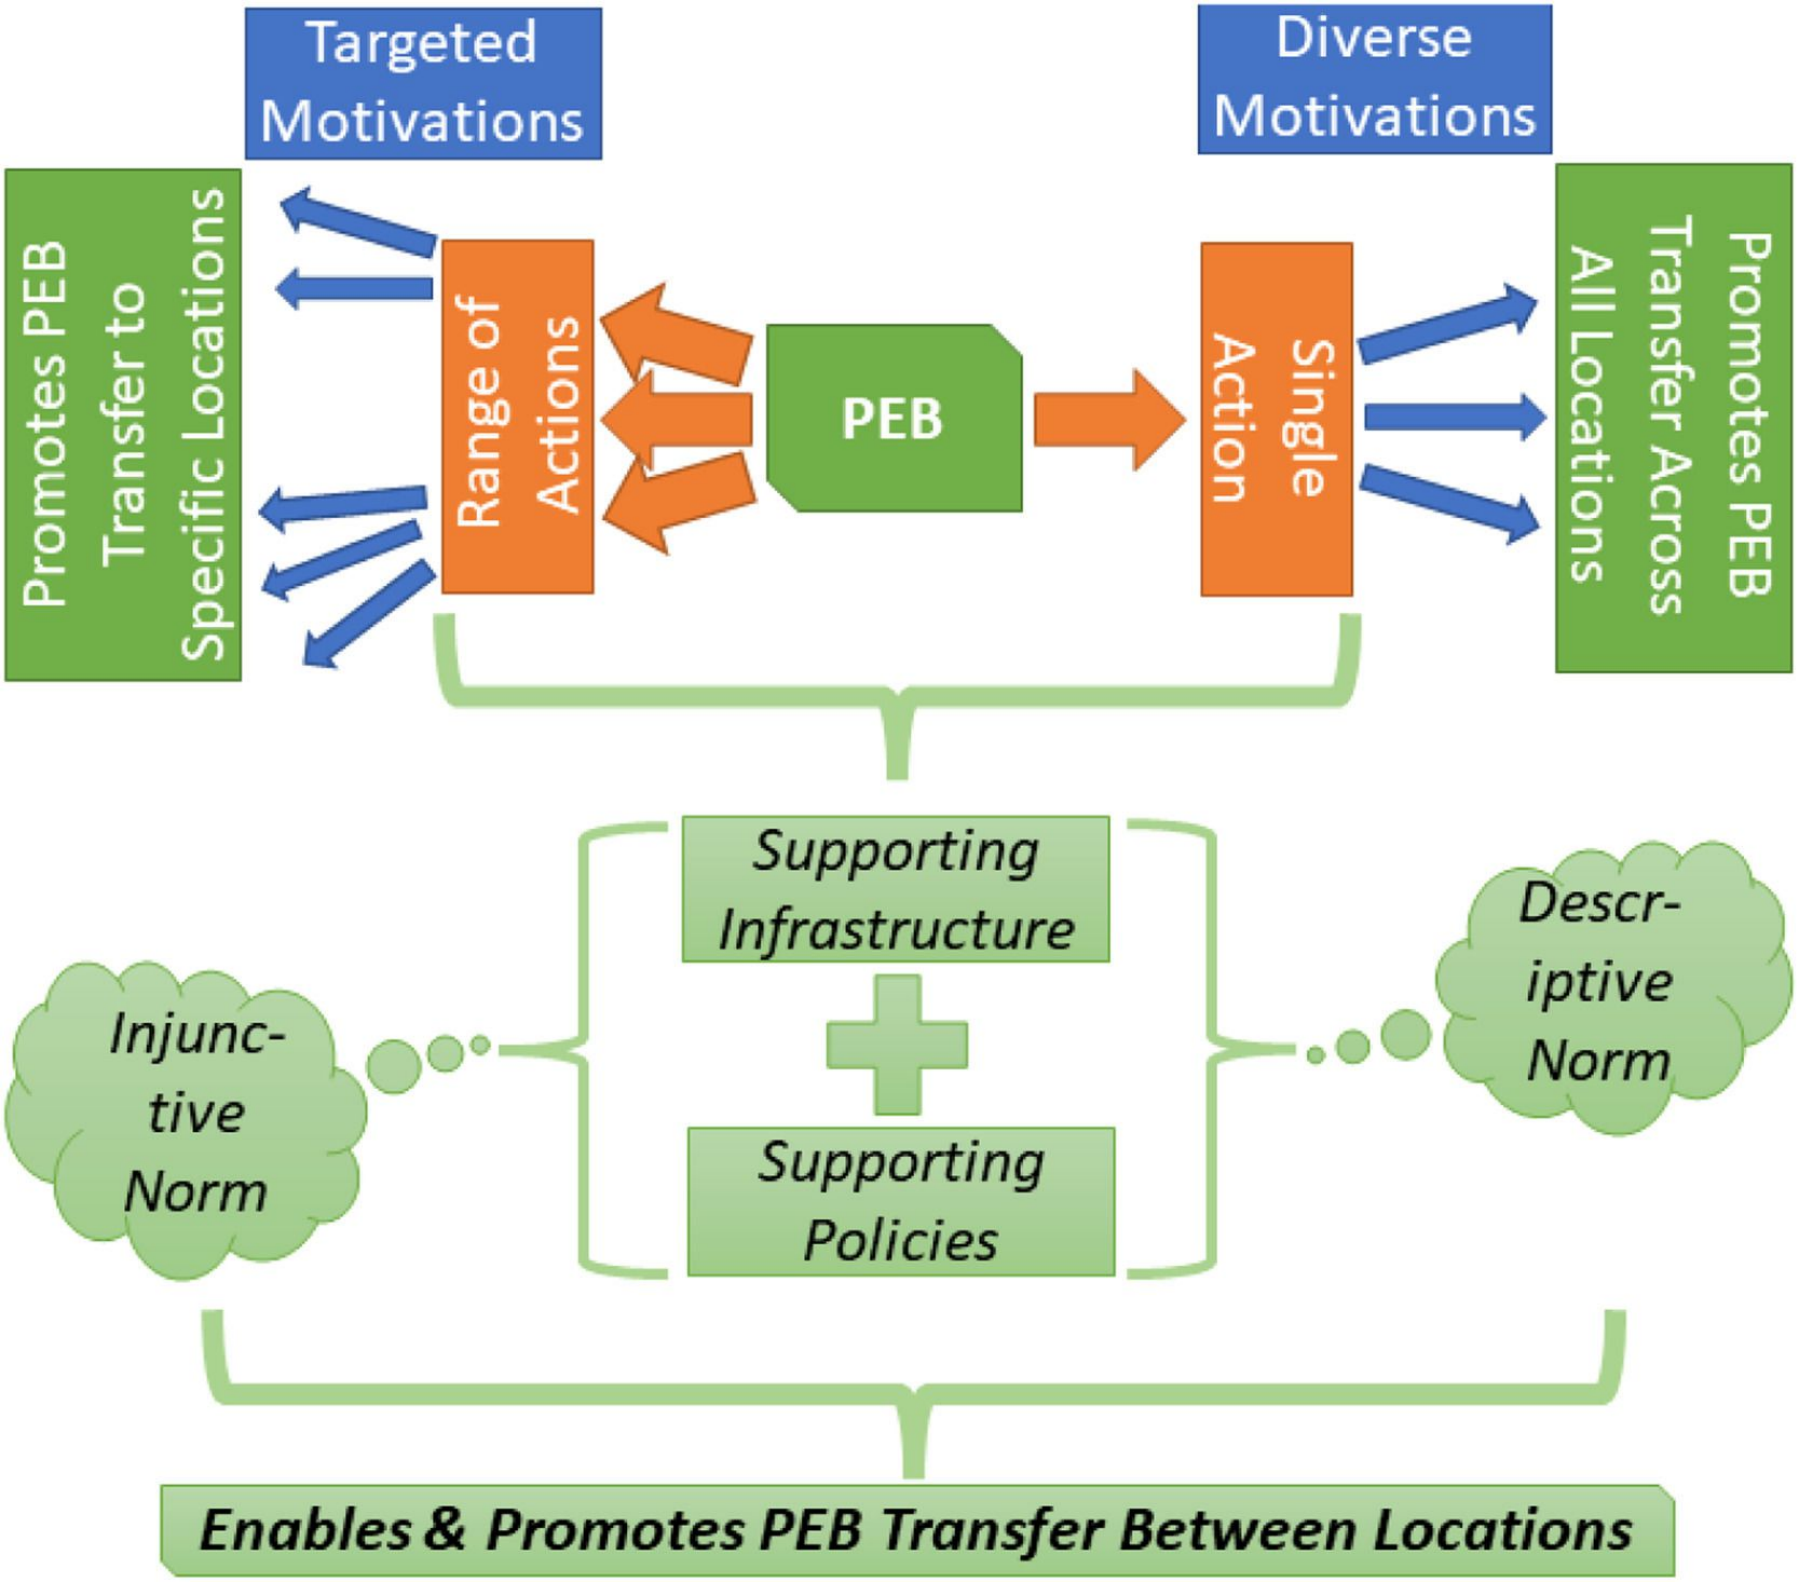 Targeted
Motivations
Diverse
Motivations
Promotes PEB
Transfer to
Specific Locations
Range of
Actions
PEB
Single
Action
Promotes PEB
Transfer Across
All Locations
Supporting
Infrastructure
Descr-
iptive
Norm
Injunc-
tive
Norm
Supporting
Policies
Enables & Promotes PEB Transfer Between Locations